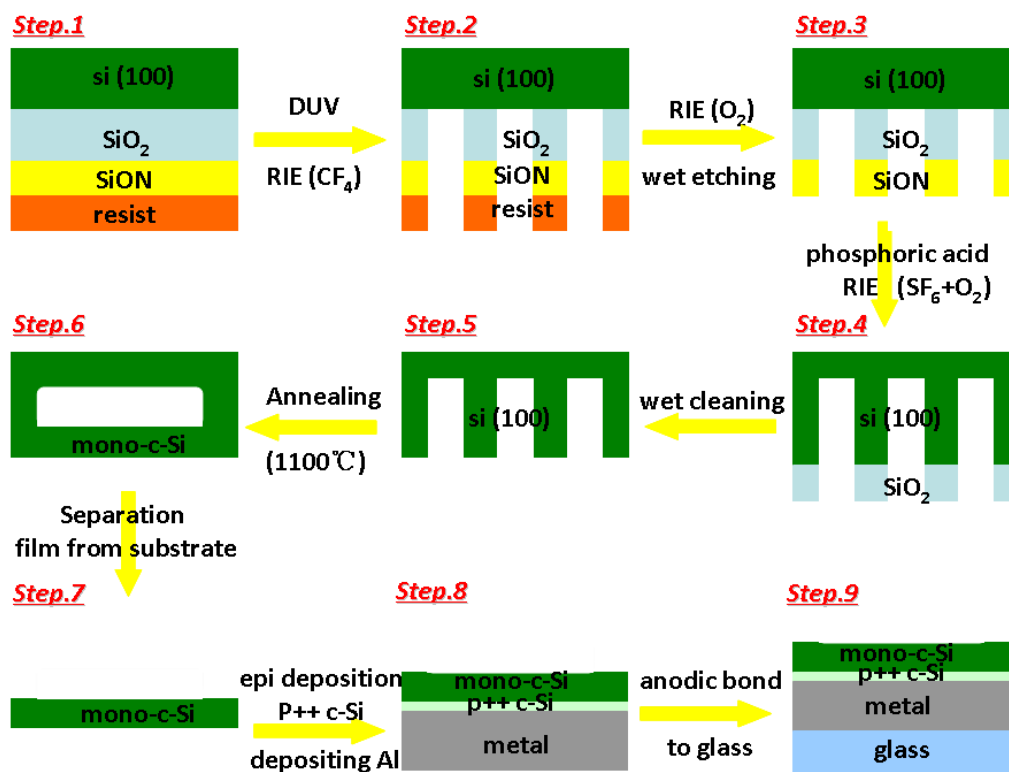 Step.1
Step.2
Step.3
si (100)
si (100)
si (100)
DUV
RIE (O₂)
SiO₂
SiO₂
SiO₂
RIE (CF₄)
wet etching
SiON
SiON
SiON
resist
resist
phosphoric acid
RIE (SF₆+O₂)
Step.6
Step.5
Step.4
Annealing
wet cleaning
si (100)
si (100)
mono-c-Si
(1100℃)
SiO₂
Separation
film from substrate
Step.7
Step.8
Step.9
epi deposition
mono-c-Si
anodic bond
mono-c-Si
p++ c-Si
mono-c-Si
P++ c-Si
p++ c-Si
metal
depositing Al
metal
to glass
glass